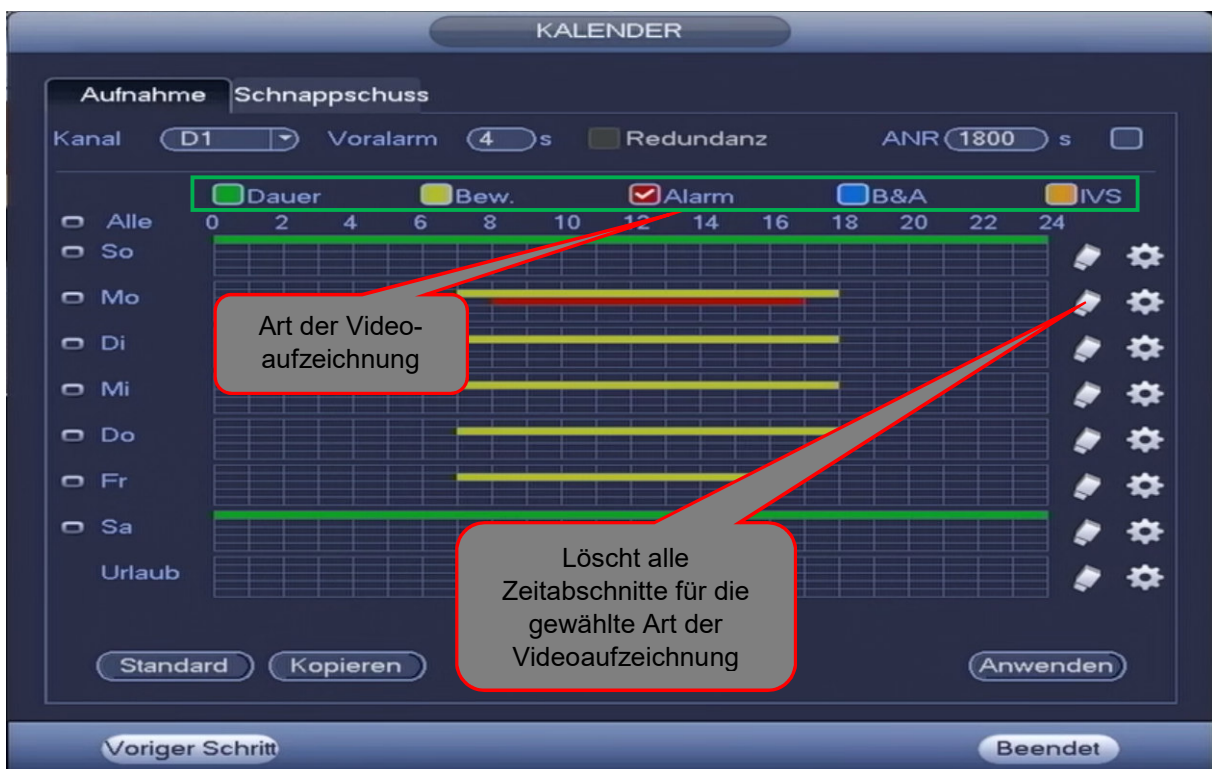 KALENDER
Aufnahme Schnappschuss
Kanal D1 Voralarm 4 s Redundanz ANR 1800 s
Dauer Bew. Alarm B&A IVS
Alle 0 2 4 6 8 10 12 14 16 18 20 22 24
So
Mo
Art der Video-
aufzeichnung
Di
Mi
Do
Fr
Sa
Urlaub
Löscht alle
Zeitabschnitte für die
gewählte Art der
Videoaufzeichnung
Standard Kopieren Anwenden
Voriger Schritt Beendet